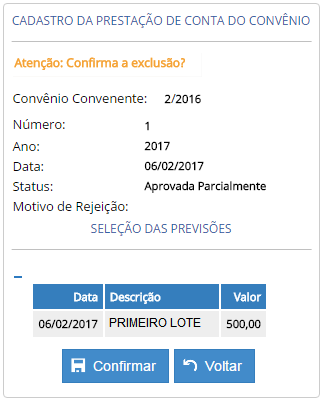 CADASTRO DA PRESTAÇÃO DE CONTA DO CONVÊNIO
Atenção: Confirma a exclusão?
Convênio Convenente: 2/2016
Número: 1
Ano: 2017
Data: 06/02/2017
Status: Aprovada Parcialmente
Motivo de Rejeição:
SELEÇÃO DAS PREVISÕES
Data Descrição Valor
06/02/2017 PRIMEIRO LOTE 500,00
Confirmar Voltar